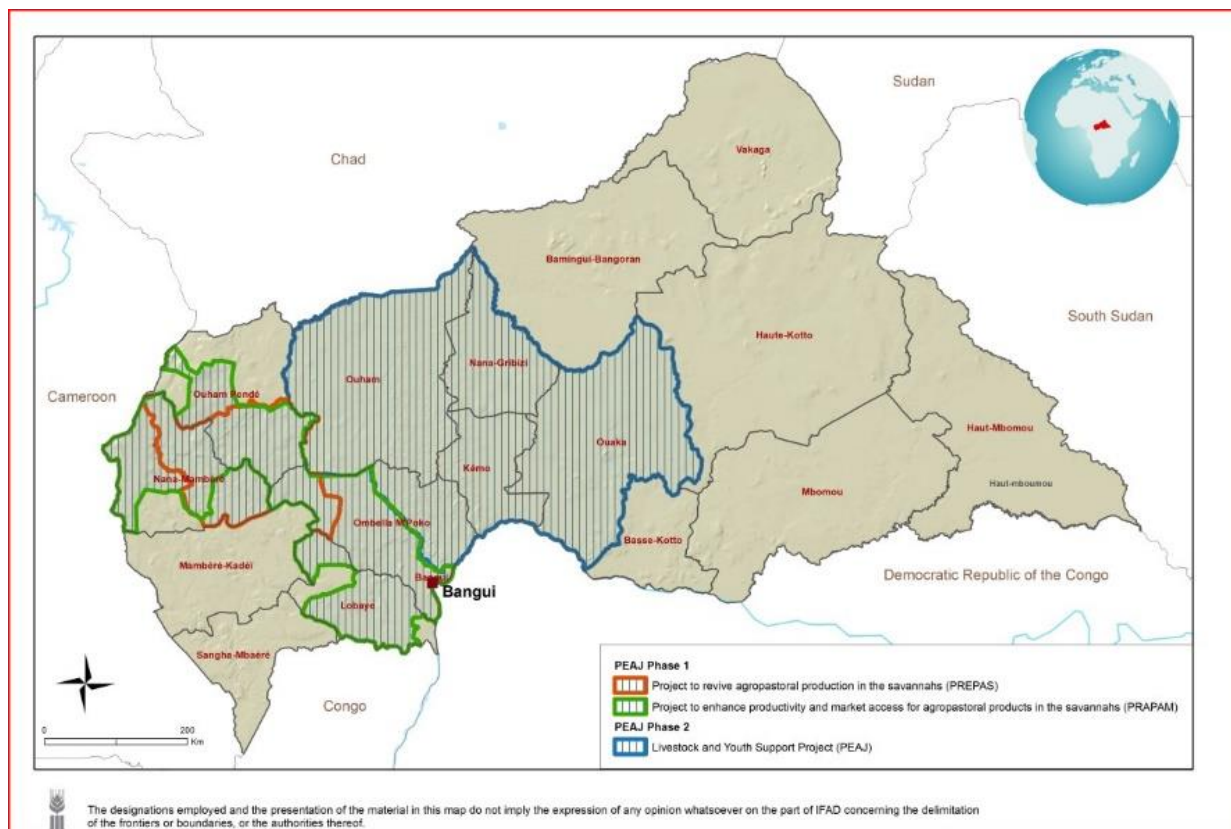 Sudan
Chad
Vakaga
Bamingui-Bangoran
South Sudan
Haute-Kotto
Nana-Gribizi
Ouham
Cameroon
Ouham Pendé
Haut-Mbomou
Ouaka
Kémo
Nana-Mambéré
Mbomou
Haut-mboumou
Ombella M'Poko
Basse-Kotto
Mambéré-Kadéï
Democratic Republic of the Congo
Bangui
Bangui
Lobaye
Sangha-Mbaéré
Congo
0 200
Km
PEAJ Phase 1
Project to revive agropastoral production in the savannahs (PREPAS)
Project to enhance productivity and market access for agropastoral products in the savannahs (PRAPAM)
PEAJ Phase 2
Livestock and Youth Support Project (PEAJ)
The designations employed and the presentation of the material in this map do not imply the expression of any opinion whatsoever on the part of IFAD concerning the delimitation
of the frontiers or boundaries, or the authorities thereof.